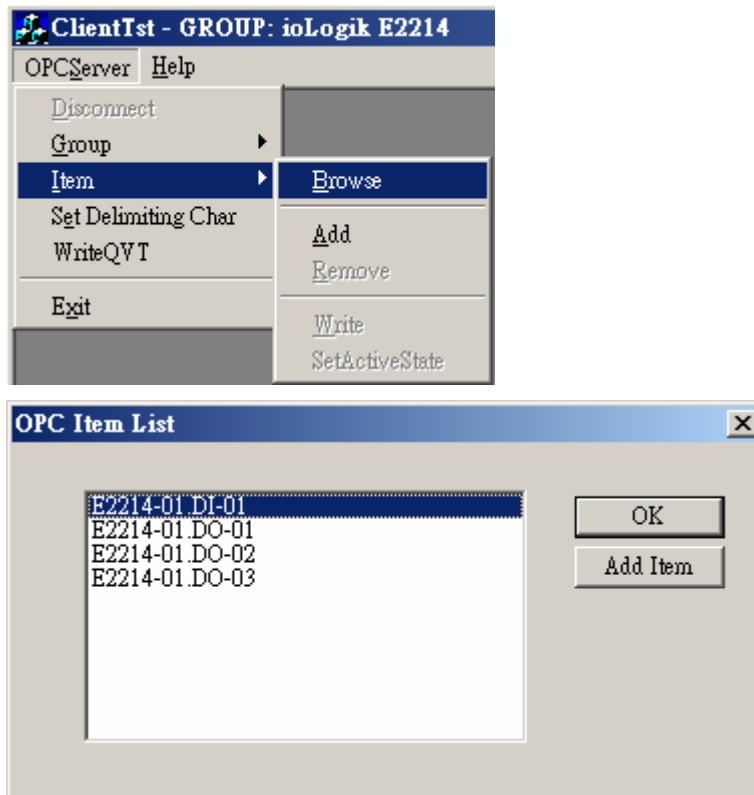 ClientTst - GROUP: ioLogik E2214
OPCServer Help
Disconnect
Group
Item
Set Delimiting Char
WriteQVT
Exit
Browse
Add
Remove
Write
SetActiveState
OPC Item List
E2214-01.DI-01
E2214-01.DO-01
E2214-01.DO-02
E2214-01.DO-03
OK
Add Item